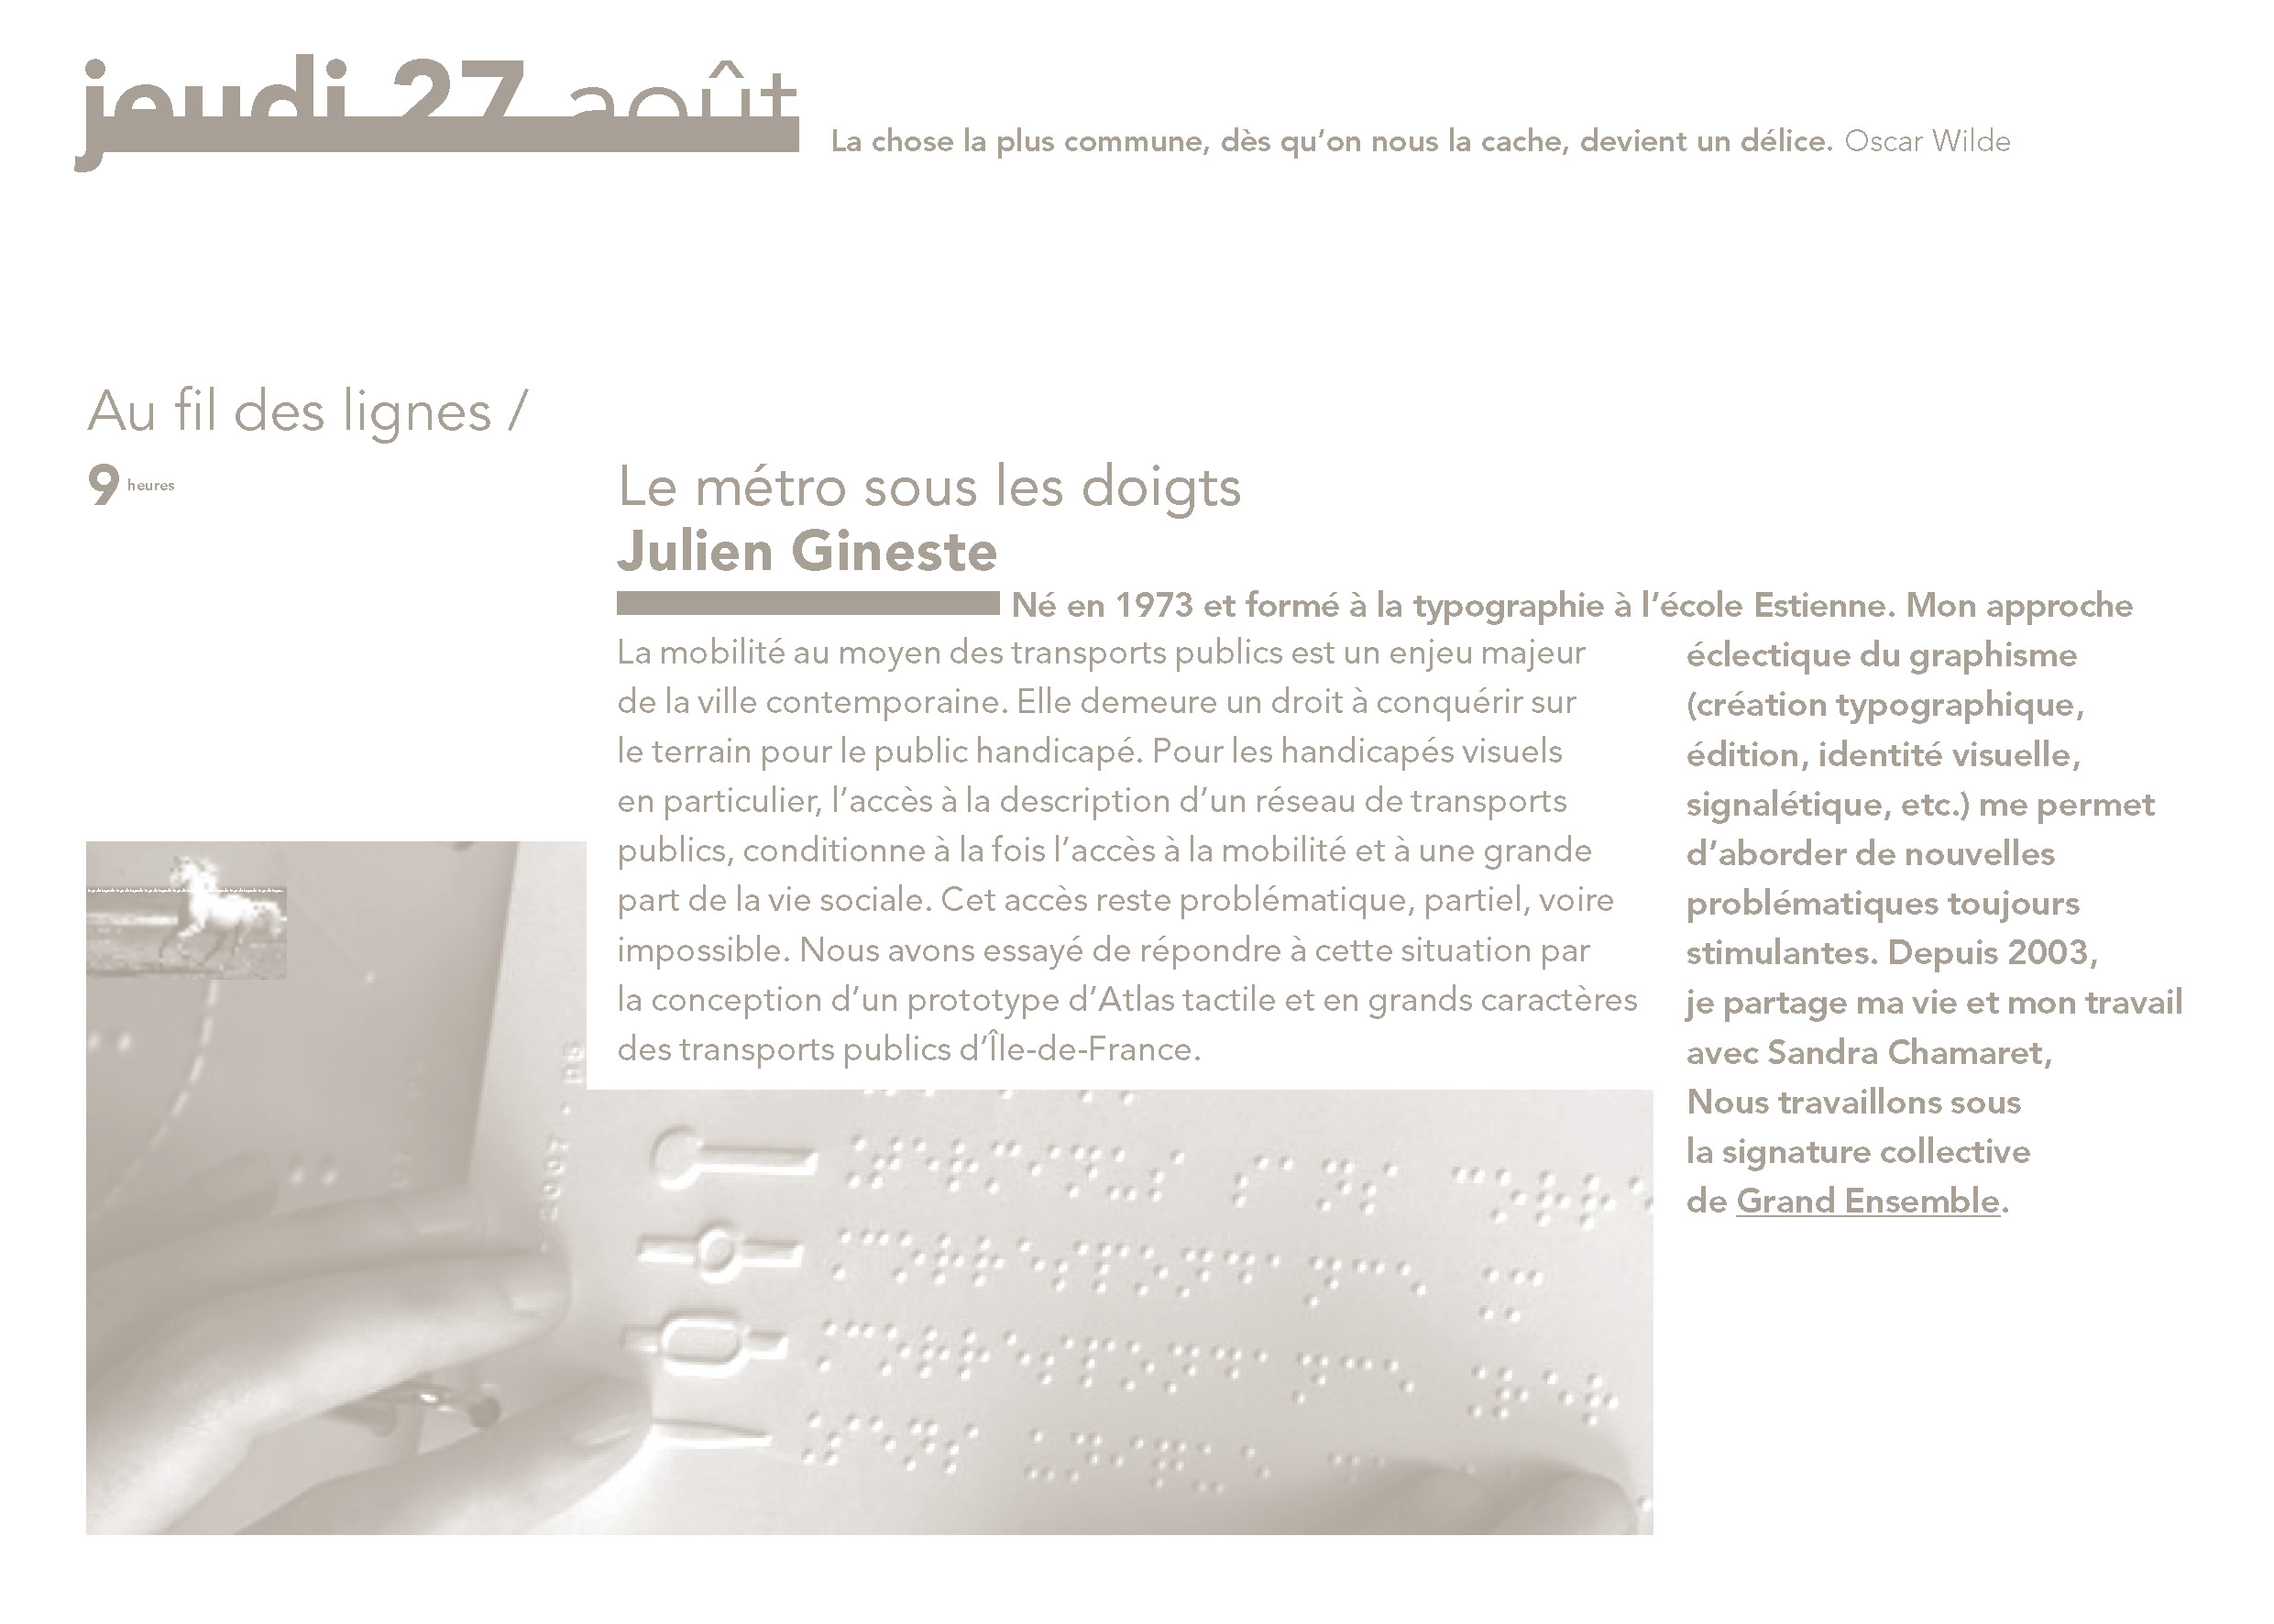 jeudi 27 août
La chose la plus commune, dès qu’on nous la cache, devient un délice. Oscar Wilde
Au fil des lignes /
9 heures
Le métro sous les doigts
Julien Gineste
Né en 1973 et formé à la typographie à l’école Estienne. Mon approche
éclectique du graphisme
(création typographique,
édition, identité visuelle,
signalétique, etc.) me permet
d’aborder de nouvelles
problématiques toujours
stimulantes. Depuis 2003,
je partage ma vie et mon travail
avec Sandra Chamaret,
Nous travaillons sous
la signature collective
de Grand Ensemble.
La mobilité au moyen des transports publics est un enjeu majeur
de la ville contemporaine. Elle demeure un droit à conquérir sur
le terrain pour le public handicapé. Pour les handicapés visuels
en particulier, l’accès à la description d’un réseau de transports
publics, conditionne à la fois l’accès à la mobilité et à une grande
part de la vie sociale. Cet accès reste problématique, partiel, voire
impossible. Nous avons essayé de répondre à cette situation par
la conception d’un prototype d’Atlas tactile et en grands caractères
des transports publics d’Île-de-France.